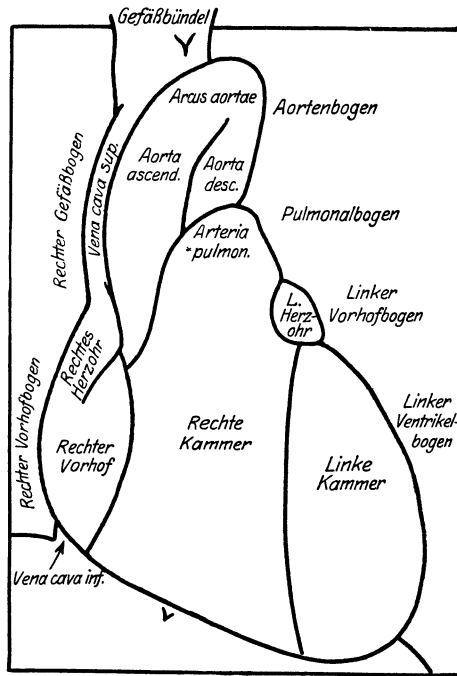 Gefäßbündel
Arcus aortae
Aortenbogen
Rechter Gefäßbogen
Vena cava sup.
Aorta
ascend.
Aorta
desc.
Pulmonalbogen
Arteria
pulmon.
L.
Herz-
ohr
Linker
Vorhofbogen
Rechtes
Herzohr
Rechter Vorhofbogen
Rechter
Vorhof
Rechte
Kammer
Linke
Kammer
Linker
Ventrikel-
bogen
Vena cava inf.